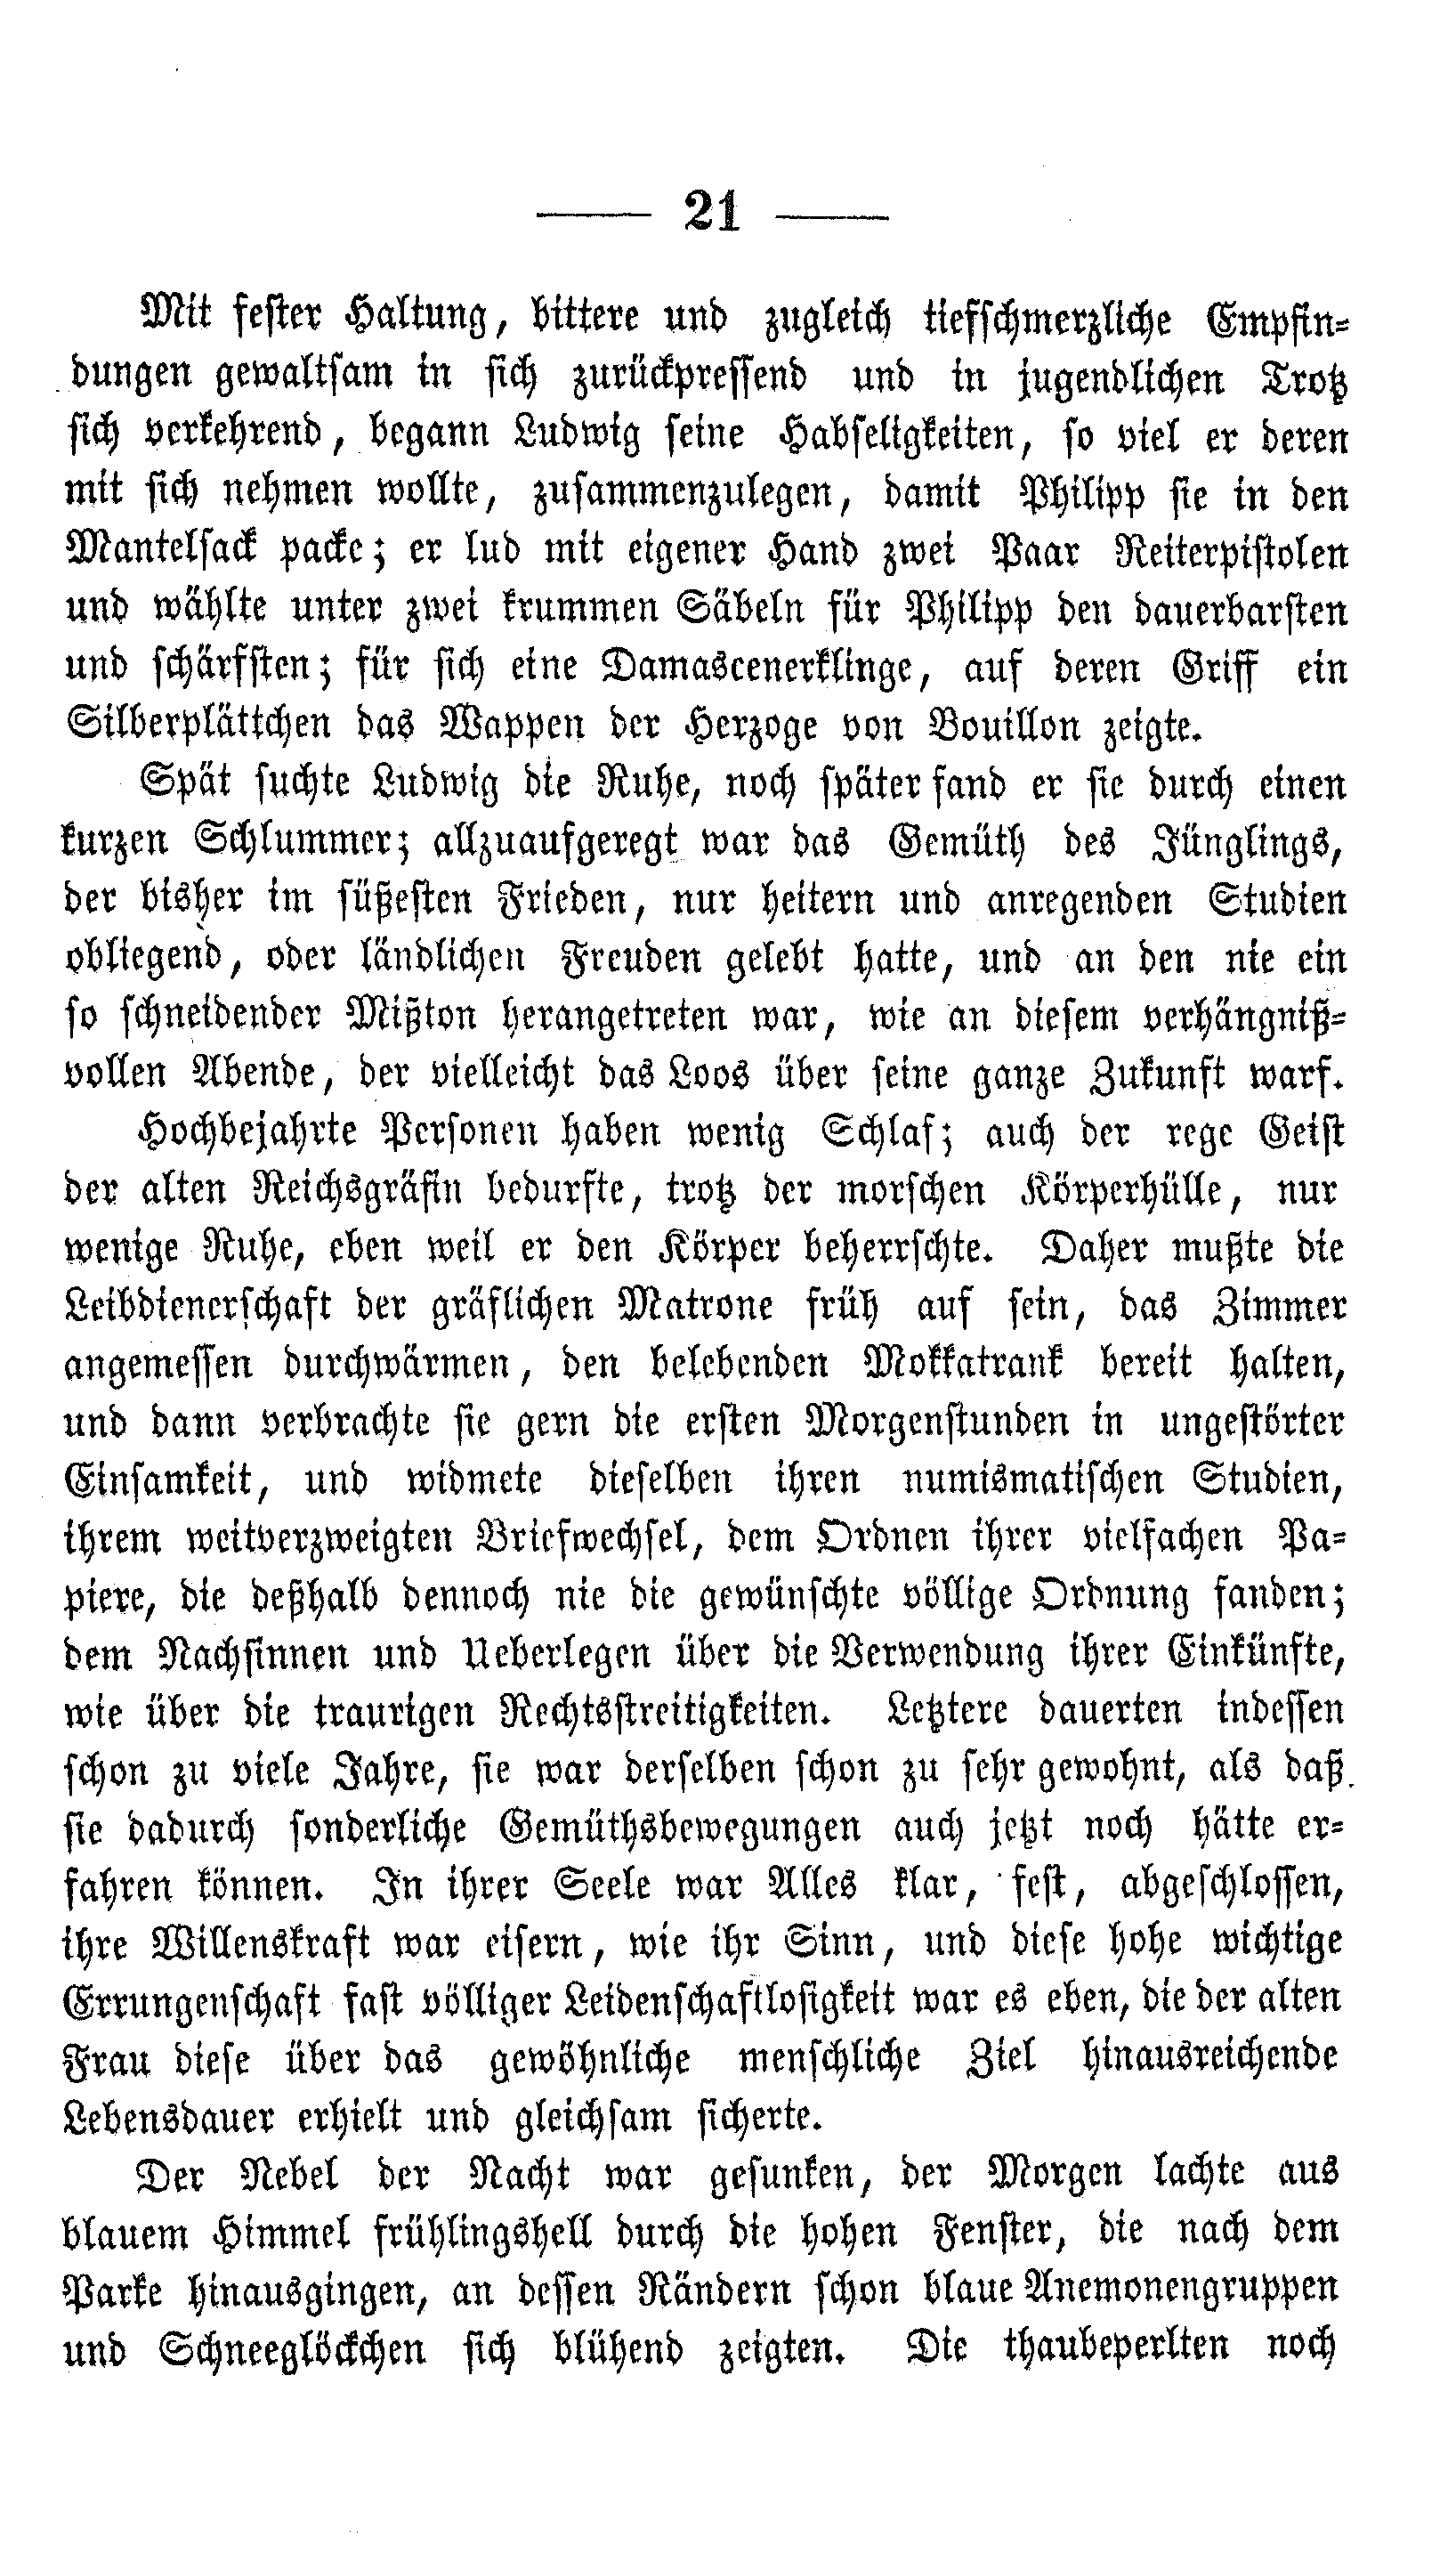 — 21 —
Mit fester Haltung, bittere und zugleich tiefschmerzliche Empfin-
dungen gewaltsam in sich zurückpressend und in jugendlichen Trotz
sich verkehrend, begann Ludwig seine Habseligkeiten, so viel er deren
mit sich nehmen wollte, zusammenzulegen, damit Philipp sie in den
Mantelsack packe; er lud mit eigener Hand zwei Paar Reiterpistolen
und wählte unter zwei krummen Säbeln für Philipp den dauerbarsten
und schärfsten; für sich eine Damascenerklinge, auf deren Griff ein
Silberplättchen das Wappen der Herzoge von Bouillon zeigte.
Spät suchte Ludwig die Ruhe, noch später fand er sie durch einen
kurzen Schlummer; allzuaufgeregt war das Gemüth des Jünglings,
der bisher im süßesten Frieden, nur heitern und anregenden Studien
obliegend, oder ländlichen Freuden gelebt hatte, und an den nie ein
so schneidender Mißton herangetreten war, wie an diesem verhängniß-
vollen Abende, der vielleicht das Loos über seine ganze Zukunft warf.
Hochbejahrte Personen haben wenig Schlaf; auch der rege Geist
der alten Reichsgräfin bedurfte, trotz der morschen Körperhülle, nur
wenige Ruhe, eben weil er den Körper beherrschte. Daher mußte die
Leibdienerschaft der gräflichen Matrone früh auf sein, das Zimmer
angemessen durchwärmen, den belebenden Mokkatrank bereit halten,
und dann verbrachte sie gern die ersten Morgenstunden in ungestörter
Einsamkeit, und widmete dieselben ihren numismatischen Studien,
ihrem weitverzweigten Briefwechsel, dem Ordnen ihrer vielfachen Pa-
piere, die deßhalb dennoch nie die gewünschte völlige Ordnung fanden;
dem Nachsinnen und Ueberlegen über die Verwendung ihrer Einkünfte,
wie über die traurigen Rechtsstreitigkeiten. Letztere dauerten indessen
schon zu viele Jahre, sie war derselben schon zu sehr gewohnt, als daß
sie dadurch sonderliche Gemüthsbewegungen auch jetzt noch hätte er-
fahren können. In ihrer Seele war Alles klar, fest, abgeschlossen,
ihre Willenskraft war eisern, wie ihr Sinn, und diese hohe wichtige
Errungenschaft fast völliger Leidenschaftlosigkeit war es eben, die der alten
Frau diese über das gewöhnliche menschliche Ziel hinausreichende
Lebensdauer erhielt und gleichsam sicherte.
Der Nebel der Nacht war gesunken, der Morgen lachte aus
blauem Himmel frühlingshell durch die hohen Fenster, die nach dem
Parke hinausgingen, an dessen Rändern schon blaue Anemonengruppen
und Schneeglöckchen sich blühend zeigten. Die thaubeperlten noch